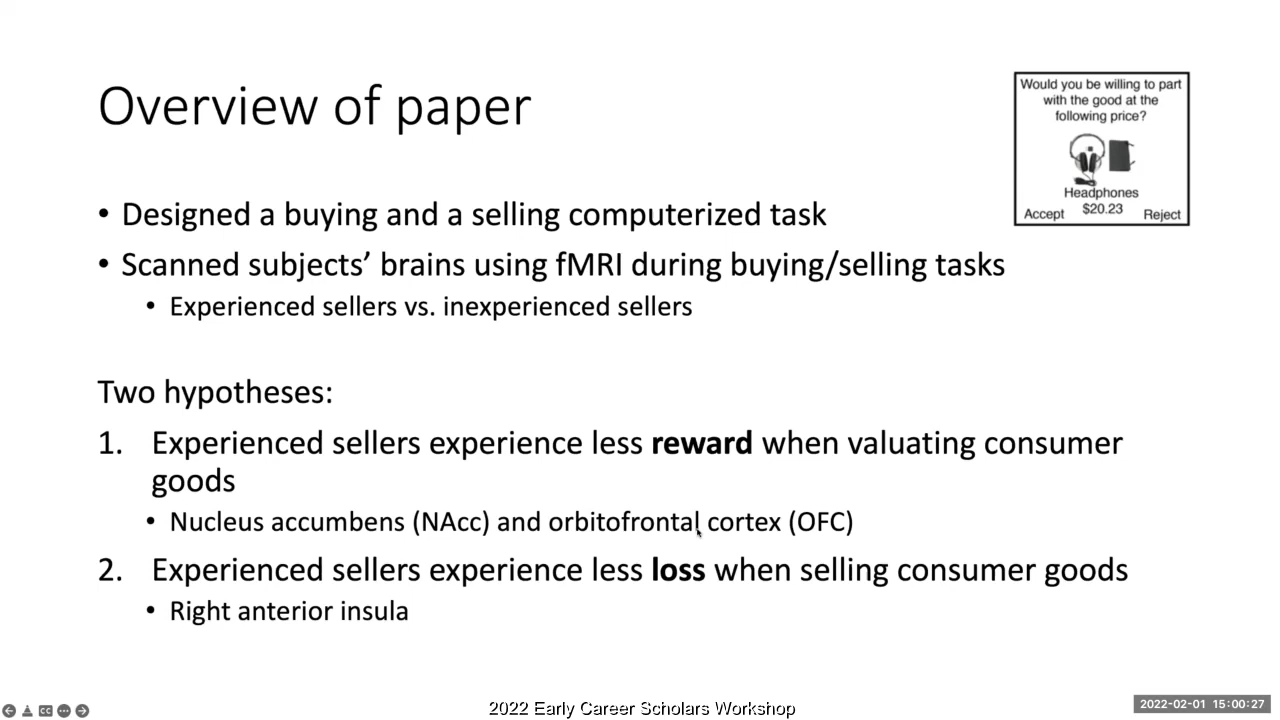 Overview of paper
Would you be willing to part
with the good at the
following price?
Headphones
$20.23
Accept
Reject
• Designed a buying and a selling computerized task
• Scanned subjects’ brains using fMRI during buying/selling tasks
• Experienced sellers vs. inexperienced sellers
Two hypotheses:
1. Experienced sellers experience less reward when valuating consumer
goods
• Nucleus accumbens (NAcc) and orbitofrontal cortex (OFC)
2. Experienced sellers experience less loss when selling consumer goods
• Right anterior insula
CC
2022 Early Career Scholars Workshop
2022-02-01 15:00:27